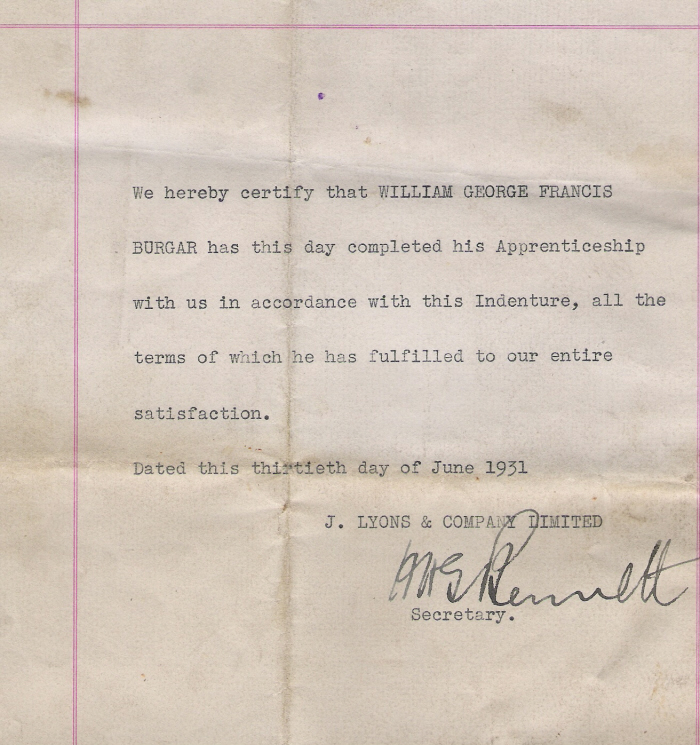 We hereby certify that WILLIAM GEORGE FRANCIS
BURGAR has this day completed his Apprenticeship
with us in accordance with this Indenture, all the
terms of which he has fulfilled to our entire
satisfaction.
Dated this thirtieth day of June 1931
J. LYONS & COMPANY LIMITED
Secretary.